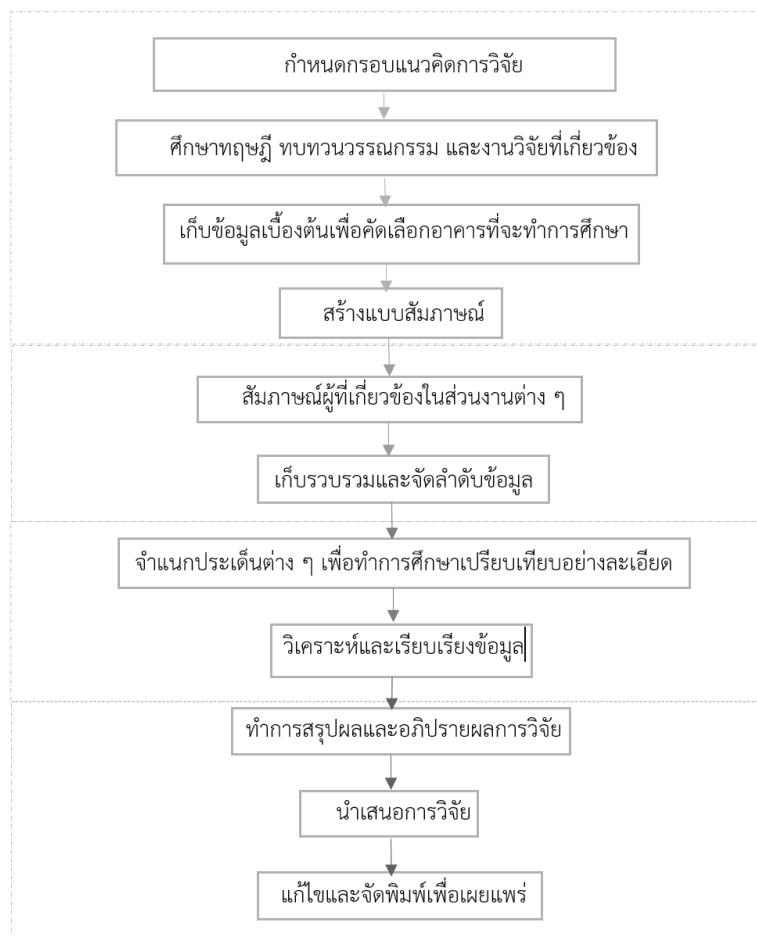 กำหนดกรอบแนวคิดการวิจัย
ศึกษาทฤษฎี ทบทวนวรรณกรรม และงานวิจัยที่เกี่ยวข้อง
เก็บข้อมูลเบื้องต้นเพื่อคัดเลือกอาคารที่จะทำการศึกษา
สร้างแบบสัมภาษณ์
สัมภาษณ์ผู้ที่เกี่ยวข้องในส่วนงานต่าง ๆ
เก็บรวบรวมและจัดลำดับข้อมูล
จำแนกประเด็นต่าง ๆ เพื่อทำการศึกษาเปรียบเทียบอย่างละเอียด
วิเคราะห์และเรียบเรียงข้อมูล
ทำการสรุปผลและอภิปรายผลการวิจัย
นำเสนอการวิจัย
แก้ไขและจัดพิมพ์เพื่อเผยแพร่